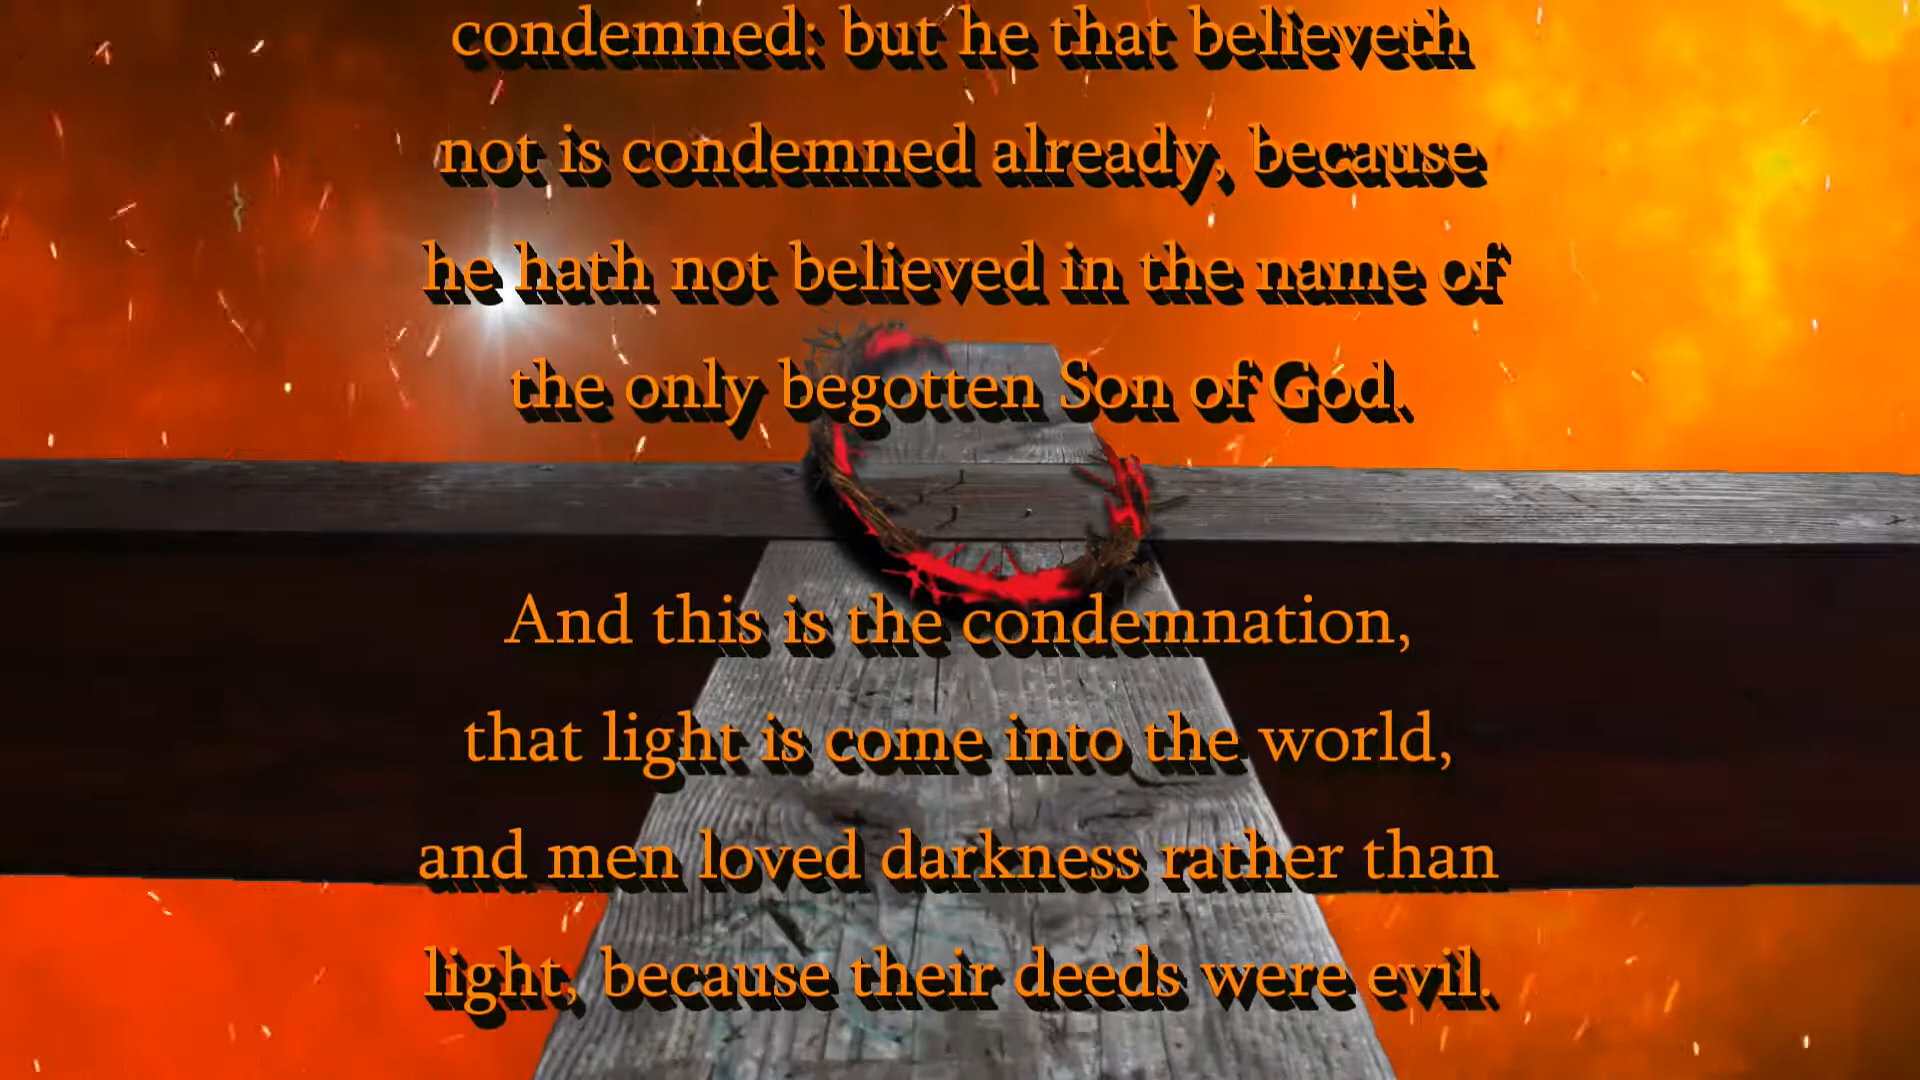 condemned: but he that believeth
not is condemned already, because
he hath not believed in the name of
the only begotten Son of God.
And this is the condemnation,
that light is come into the world,
and men loved darkness rather than
light, because their deeds were evil.